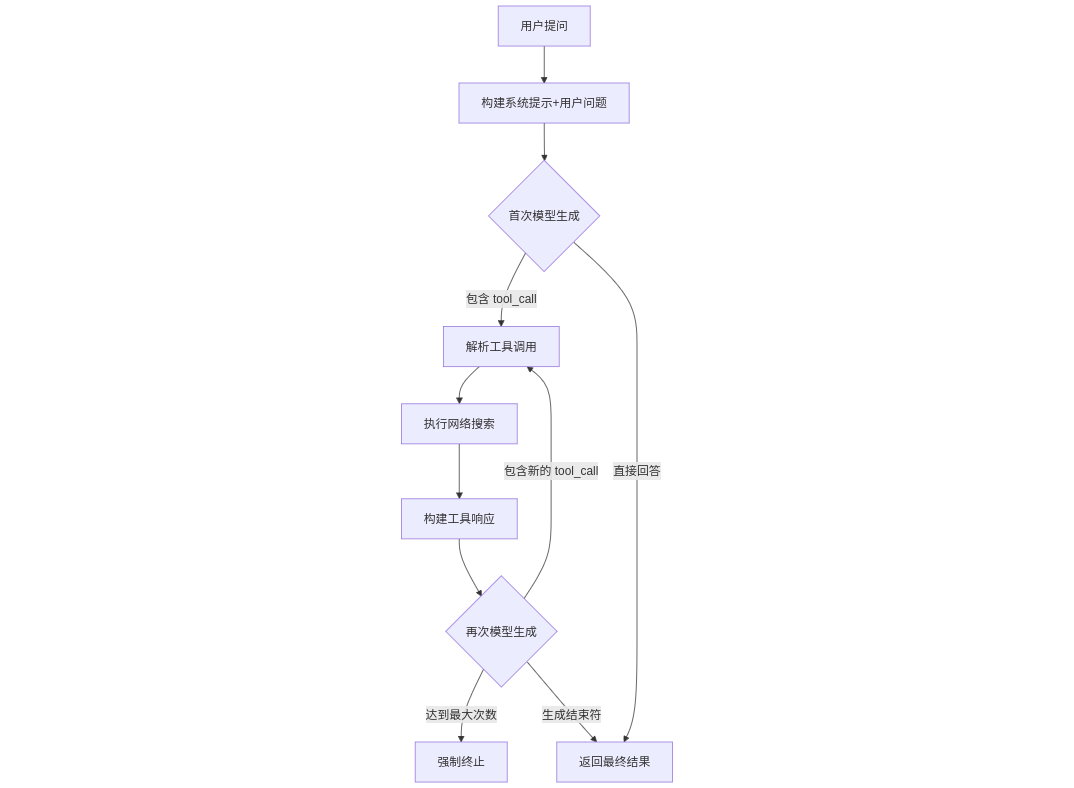 用户提问
构建系统提示+用户问题
首次模型生成
包含 tool_call
解析工具调用
执行网络搜索
包含新的 tool_call
直接回答
构建工具响应
再次模型生成
达到最大次数
生成结束符
强制终止
返回最终结果